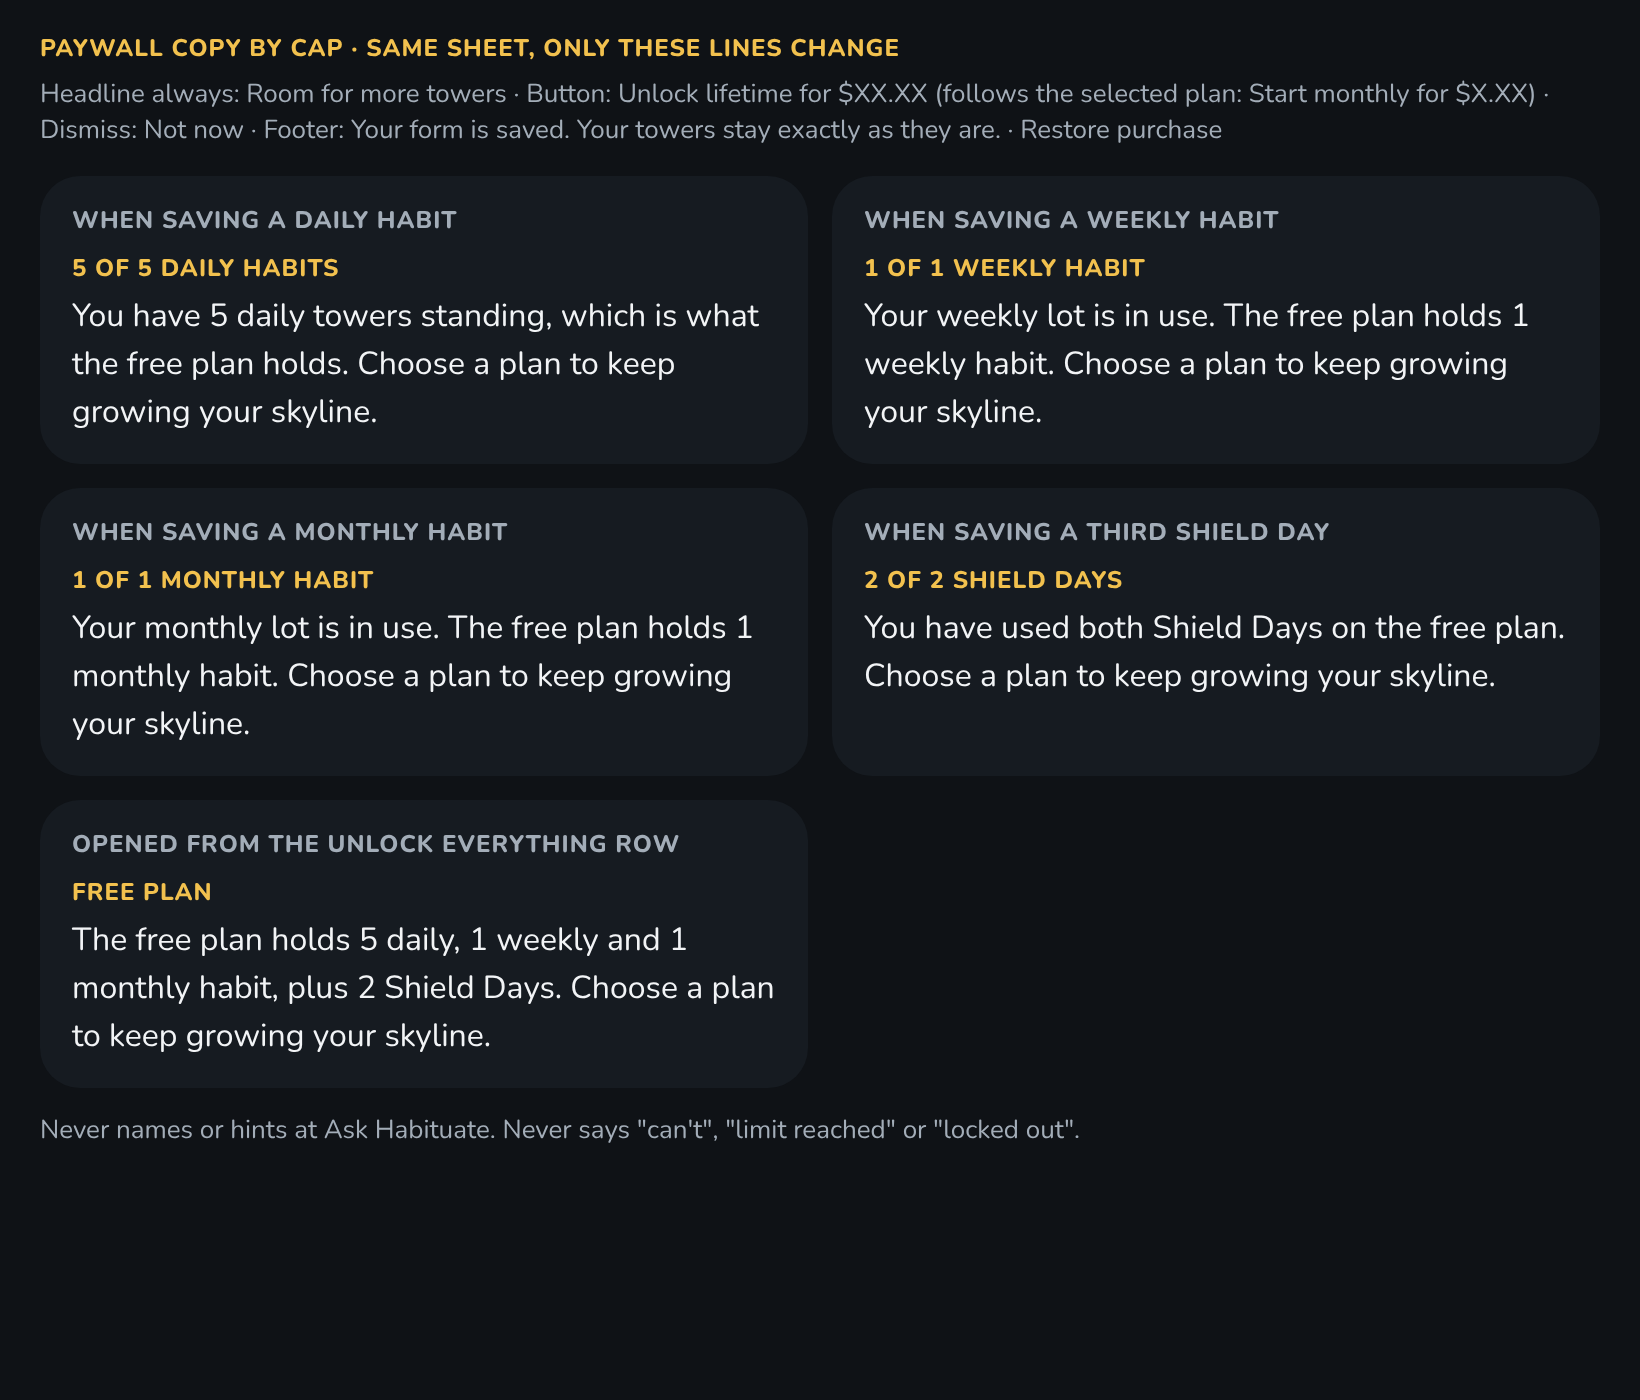 PAYWALL COPY BY CAP · SAME SHEET, ONLY THESE LINES CHANGE
Headline always: Room for more towers · Button: Unlock lifetime for $XX.XX (follows the selected plan: Start monthly for $X.XX) ·
Dismiss: Not now · Footer: Your form is saved. Your towers stay exactly as they are. · Restore purchase
WHEN SAVING A DAILY HABIT
5 OF 5 DAILY HABITS
You have 5 daily towers standing, which is what
the free plan holds. Choose a plan to keep
growing your skyline.
WHEN SAVING A WEEKLY HABIT
1 OF 1 WEEKLY HABIT
Your weekly lot is in use. The free plan holds 1
weekly habit. Choose a plan to keep growing
your skyline.
WHEN SAVING A MONTHLY HABIT
1 OF 1 MONTHLY HABIT
Your monthly lot is in use. The free plan holds 1
monthly habit. Choose a plan to keep growing
your skyline.
WHEN SAVING A THIRD SHIELD DAY
2 OF 2 SHIELD DAYS
You have used both Shield Days on the free plan.
Choose a plan to keep growing your skyline.
OPENED FROM THE UNLOCK EVERYTHING ROW
FREE PLAN
The free plan holds 5 daily, 1 weekly and 1
monthly habit, plus 2 Shield Days. Choose a plan
to keep growing your skyline.
Never names or hints at Ask Habituate. Never says "can't", "limit reached" or "locked out".